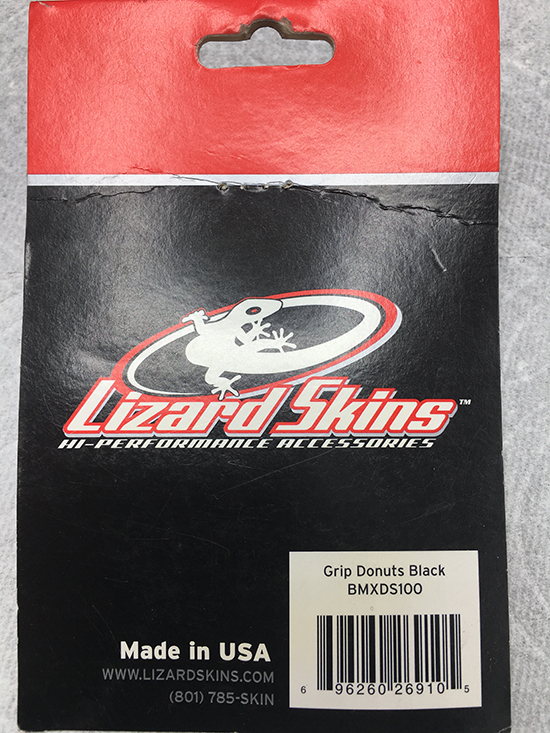 Lizard Skins™
HI-PERFORMANCE ACCESSORIES
Grip Donuts Black
BMXDS100
6 96260 26910 5
Made in USA
WWW.LIZARDSKINS.COM
(801) 785-SKIN